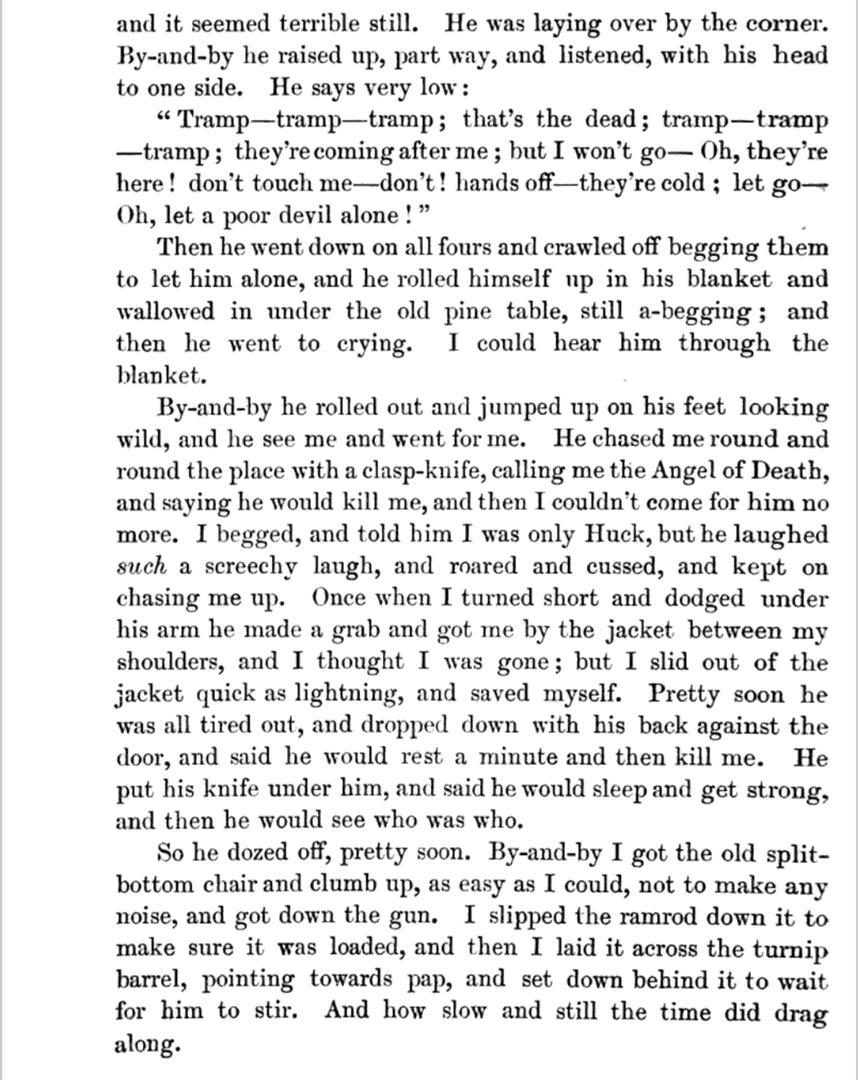 and it seemed terrible still. He was laying over by the corner.
By-and-by he raised up, part way, and listened, with his head
to one side. He says very low:
“Tramp—tramp—tramp; that's the dead; tramp—tramp
—tramp; they're coming after me; but I won't go— Oh, they're
here! don't touch me—don't! hands off—they're cold; let go—
Oh, let a poor devil alone!”
Then he went down on all fours and crawled off begging them
to let him alone, and he rolled himself up in his blanket and
wallowed in under the old pine table, still a-begging; and
then he went to crying. I could hear him through the
blanket.
By-and-by he rolled out and jumped up on his feet looking
wild, and he see me and went for me. He chased me round and
round the place with a clasp-knife, calling me the Angel of Death,
and saying he would kill me, and then I couldn't come for him no
more. I begged, and told him I was only Huck, but he laughed
such a screechy laugh, and roared and cussed, and kept on
chasing me up. Once when I turned short and dodged under
his arm he made a grab and got me by the jacket between my
shoulders, and I thought I was gone; but I slid out of the
jacket quick as lightning, and saved myself. Pretty soon he
was all tired out, and dropped down with his back against the
door, and said he would rest a minute and then kill me. He
put his knife under him, and said he would sleep and get strong,
and then he would see who was who.
So he dozed off, pretty soon. By-and-by I got the old split-
bottom chair and clumb up, as easy as I could, not to make any
noise, and got down the gun. I slipped the ramrod down it to
make sure it was loaded, and then I laid it across the turnip
barrel, pointing towards pap, and set down behind it to wait
for him to stir. And how slow and still the time did drag
along.